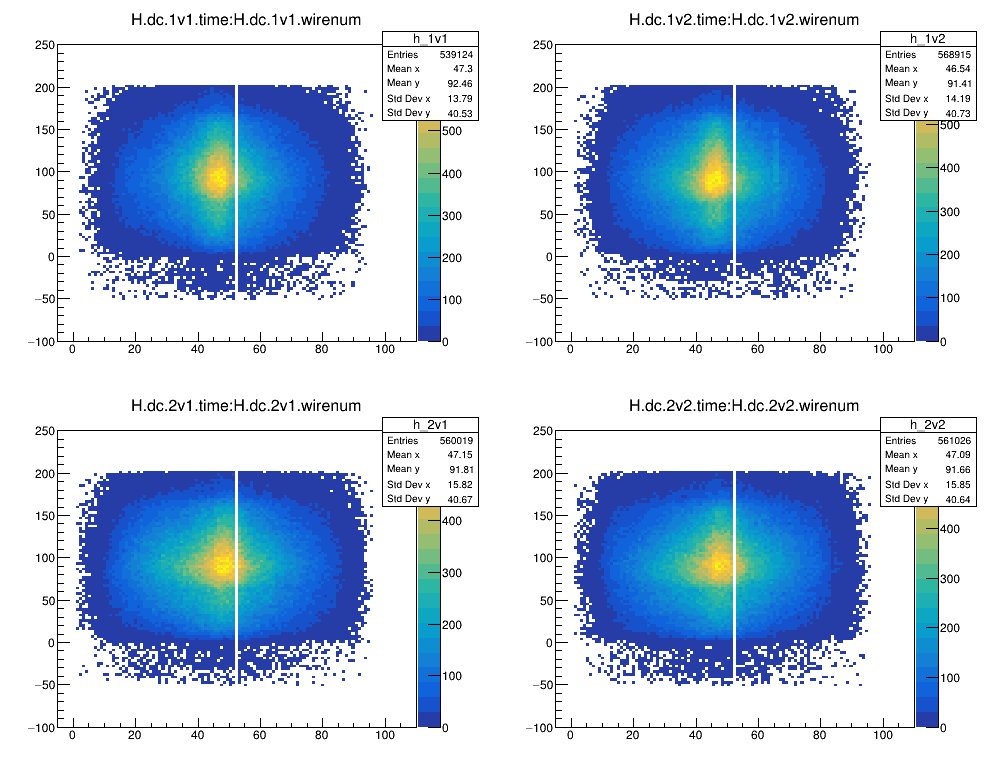 H.dc.1v1.time:H.dc.1v1.wirenum
h_1v1
Entries 539124
Mean x 47.3
Mean y 92.46
Std Dev x 13.79
Std Dev y 40.53
250
200
150
100
50
0
−50
−100
0 20 40 60 80 100
500
400
300
200
100
0
H.dc.1v2.time:H.dc.1v2.wirenum
h_1v2
Entries 568915
Mean x 46.54
Mean y 91.41
Std Dev x 14.19
Std Dev y 40.73
250
200
150
100
50
0
−50
−100
0 20 40 60 80 100
500
400
300
200
100
0
H.dc.2v1.time:H.dc.2v1.wirenum
h_2v1
Entries 560019
Mean x 47.15
Mean y 91.81
Std Dev x 15.82
Std Dev y 40.67
250
200
150
100
50
0
−50
−100
0 20 40 60 80 100
400
300
200
100
0
H.dc.2v2.time:H.dc.2v2.wirenum
h_2v2
Entries 561026
Mean x 47.09
Mean y 91.66
Std Dev x 15.85
Std Dev y 40.64
250
200
150
100
50
0
−50
−100
0 20 40 60 80 100
400
300
200
100
0